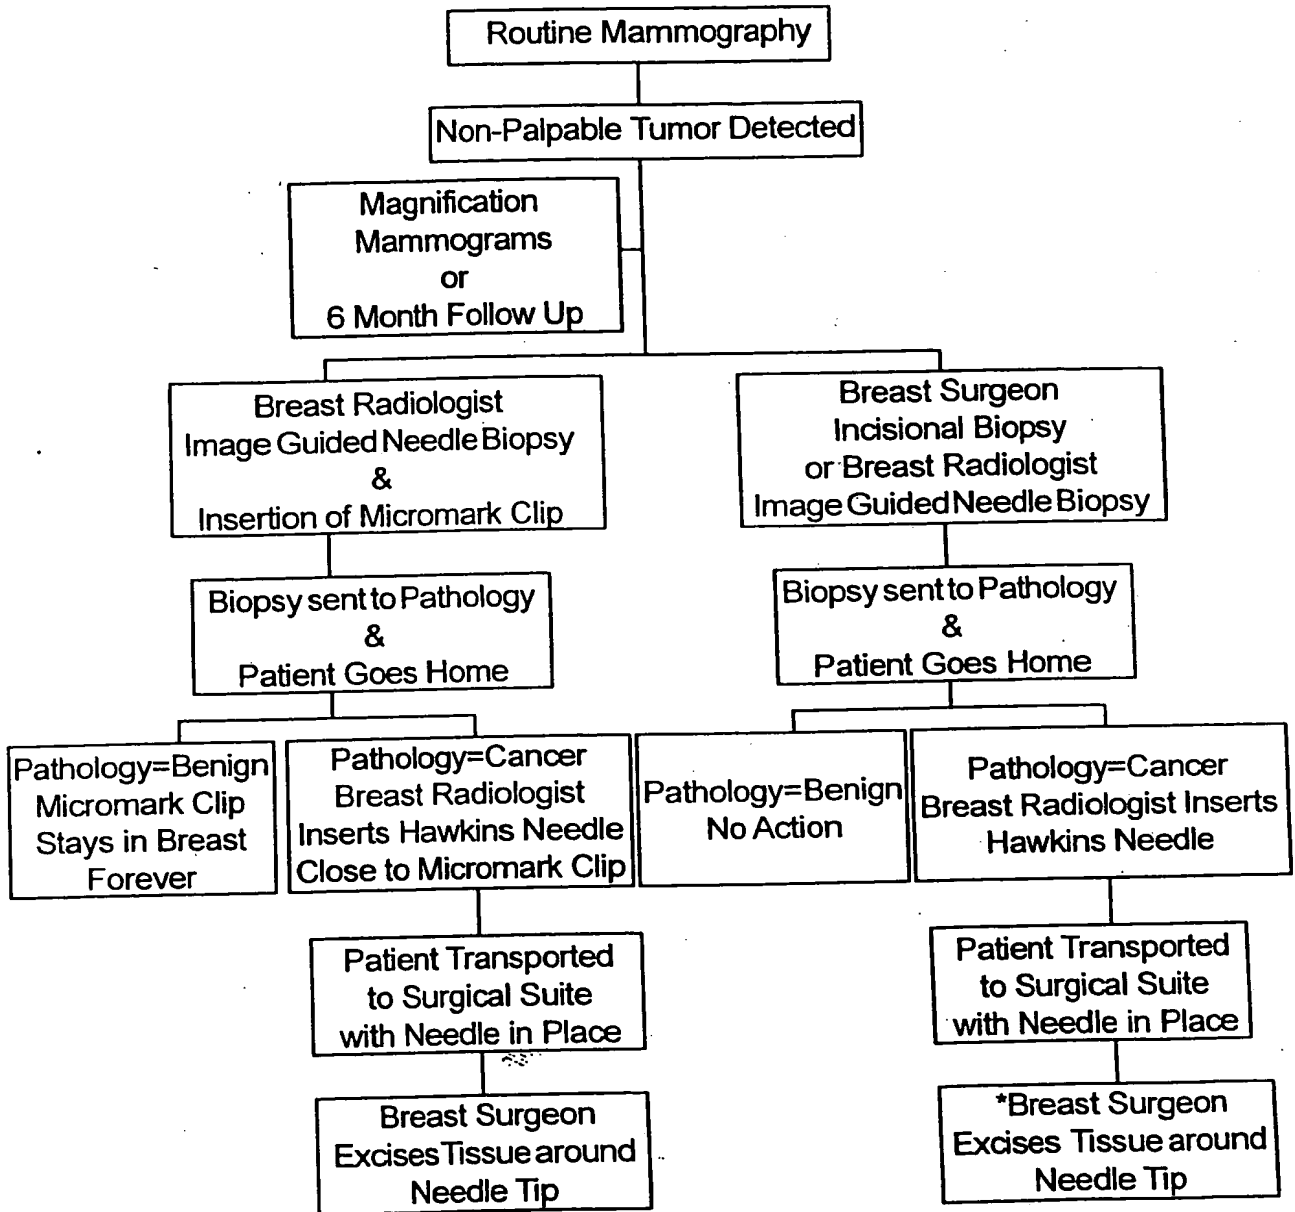 Routine Mammography
Non-Palpable Tumor Detected
Magnification
Mammograms
or
6 Month Follow Up
Breast Radiologist
Image Guided Needle Biopsy
&
Insertion of Micromark Clip
Breast Surgeon
Incisional Biopsy
or Breast Radiologist
Image Guided Needle Biopsy
Biopsy sent to Pathology
&
Patient Goes Home
Biopsy sent to Pathology
&
Patient Goes Home
Pathology=Benign
Micromark Clip
Stays in Breast
Forever
Pathology=Cancer
Breast Radiologist
Inserts Hawkins Needle
Close to Micromark Clip
Pathology=Benign
No Action
Pathology=Cancer
Breast Radiologist Inserts
Hawkins Needle
Patient Transported
to Surgical Suite
with Needle in Place
Patient Transported
to Surgical Suite
with Needle in Place
Breast Surgeon
Excises Tissue around
Needle Tip
*Breast Surgeon
Excises Tissue around
Needle Tip